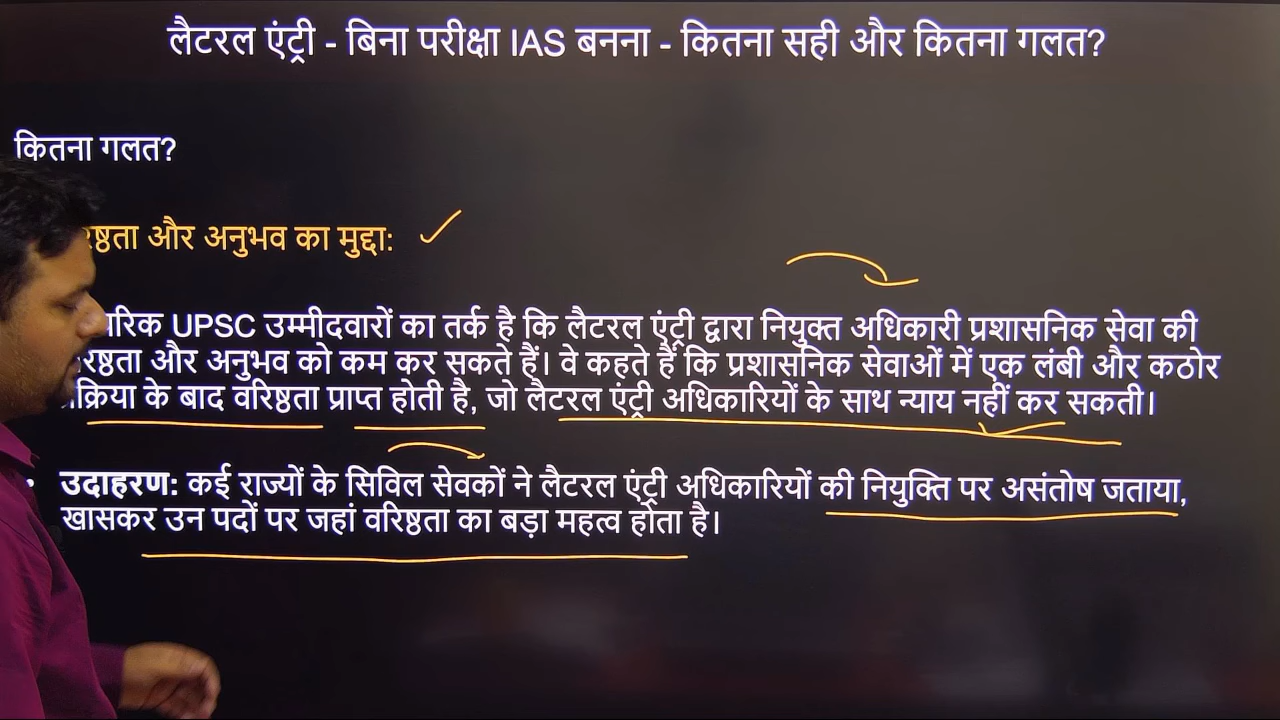 लैटरल एंट्री - बिना परीक्षा IAS बनना - कितना सही और कितना गलत?
कितना गलत?
और अनुभव का मुद्दा:
UPSC उम्मीदवारों का तर्क है कि लैटरल एंट्री द्वारा नियुक्त अधिकारी प्रशासनिक सेवा की
और अनुभव को कम कर सकते हैं। वे कहते हैं कि प्रशासनिक सेवाओं में एक लंबी और कठोर
के बाद वरिष्ठता प्राप्त होती है, जो लैटरल एंट्री अधिकारियों के साथ न्याय नहीं कर सकती।
• उदाहरण: कई राज्यों के सिविल सेवकों ने लैटरल एंट्री अधिकारियों की नियुक्ति पर असंतोष जताया,
खासकर उन पदों पर जहां वरिष्ठता का बड़ा महत्व होता है।